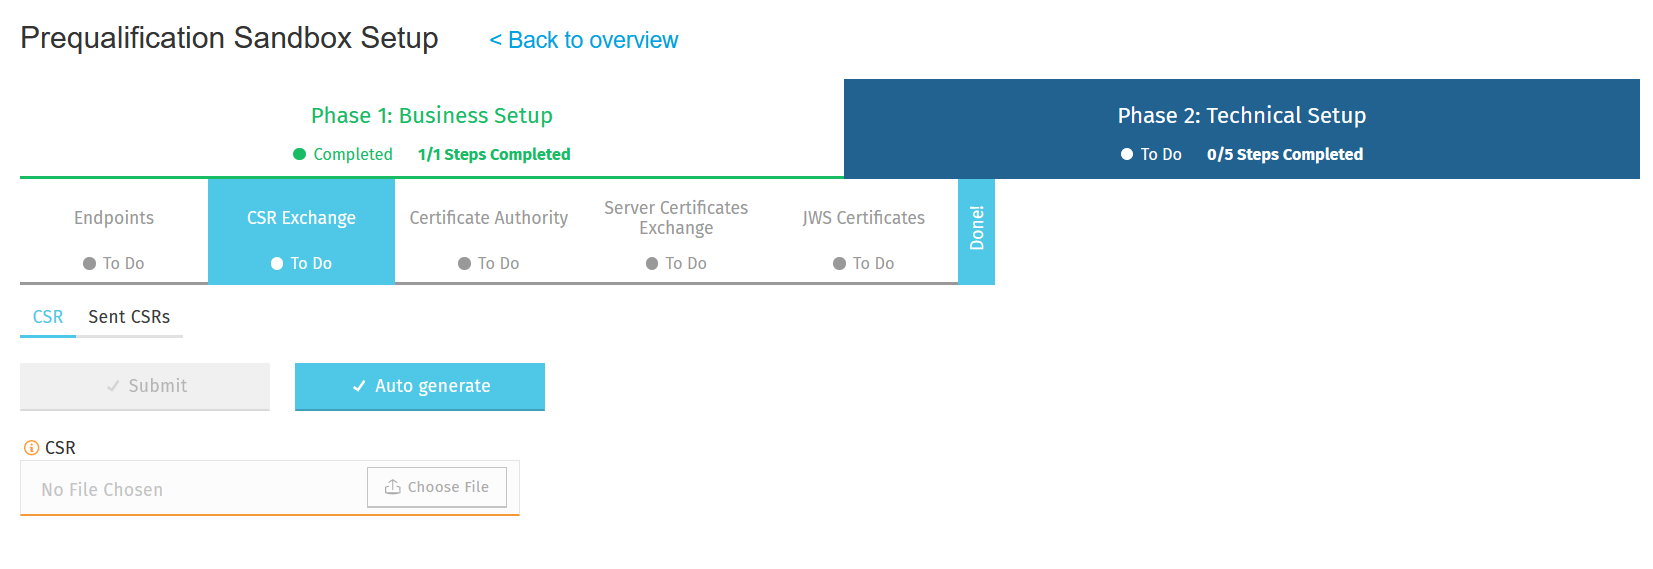 Prequalification Sandbox Setup < Back to overview
Phase 1: Business Setup
Completed 1/1 Steps Completed
Phase 2: Technical Setup
To Do 0/5 Steps Completed
Endpoints
To Do
CSR Exchange
To Do
Certificate Authority
To Do
Server Certificates
Exchange
To Do
JWS Certificates
To Do
Done!
CSR Sent CSRs
Submit Auto generate
CSR
No File Chosen Choose File